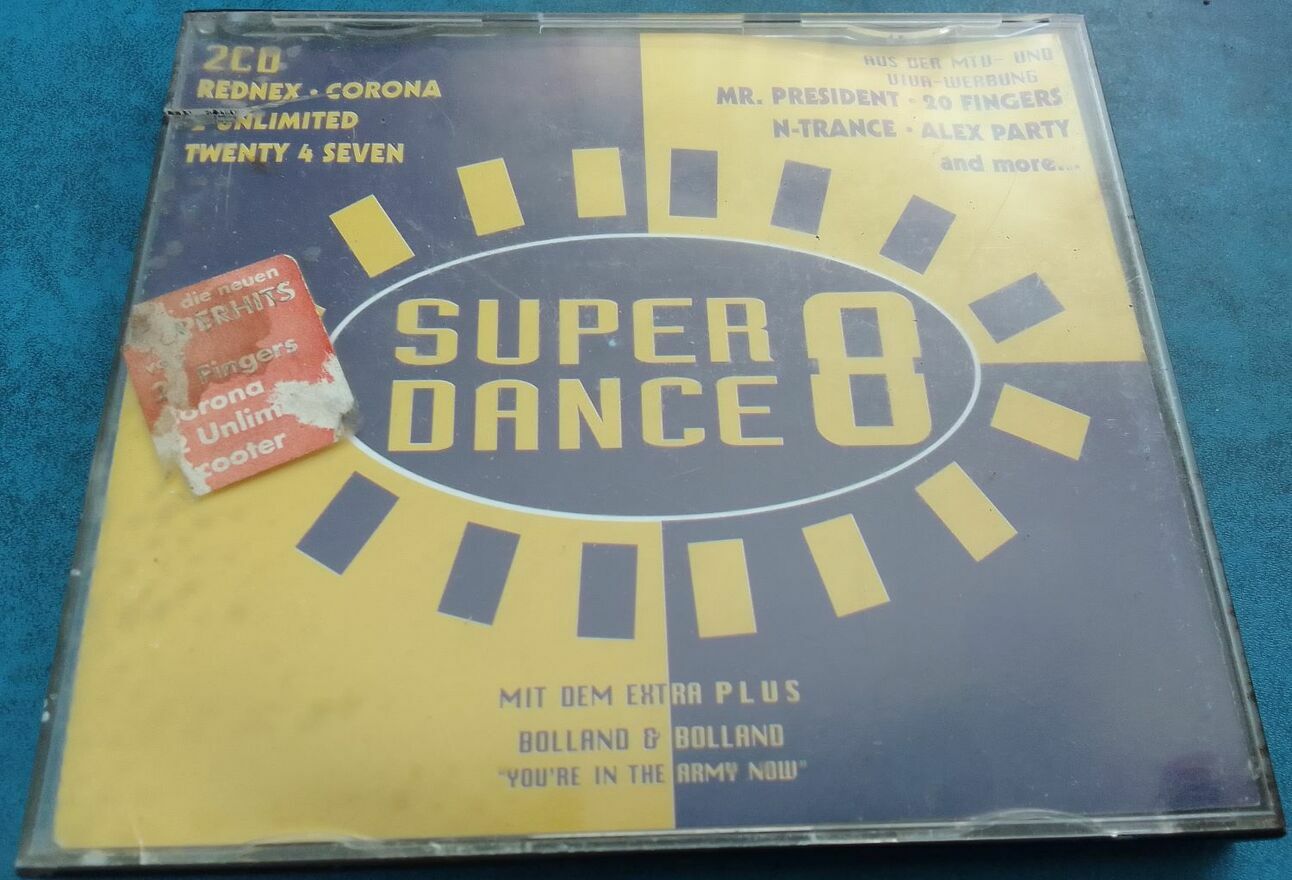 2CD
REDNEX · CORONA
2 UNLIMITED
TWENTY 4 SEVEN
AUS DER MTV- UND
VIVA-WERBUNG
MR. PRESIDENT · 20 FINGERS
N-TRANCE · ALEX PARTY
and more...
die neuen
PERHITS
Fingers
orona
Unlim
cooter
SUPER
DANCE 8
MIT DEM EXTRA PLUS
BOLLAND & BOLLAND
"YOU'RE IN THE ARMY NOW"